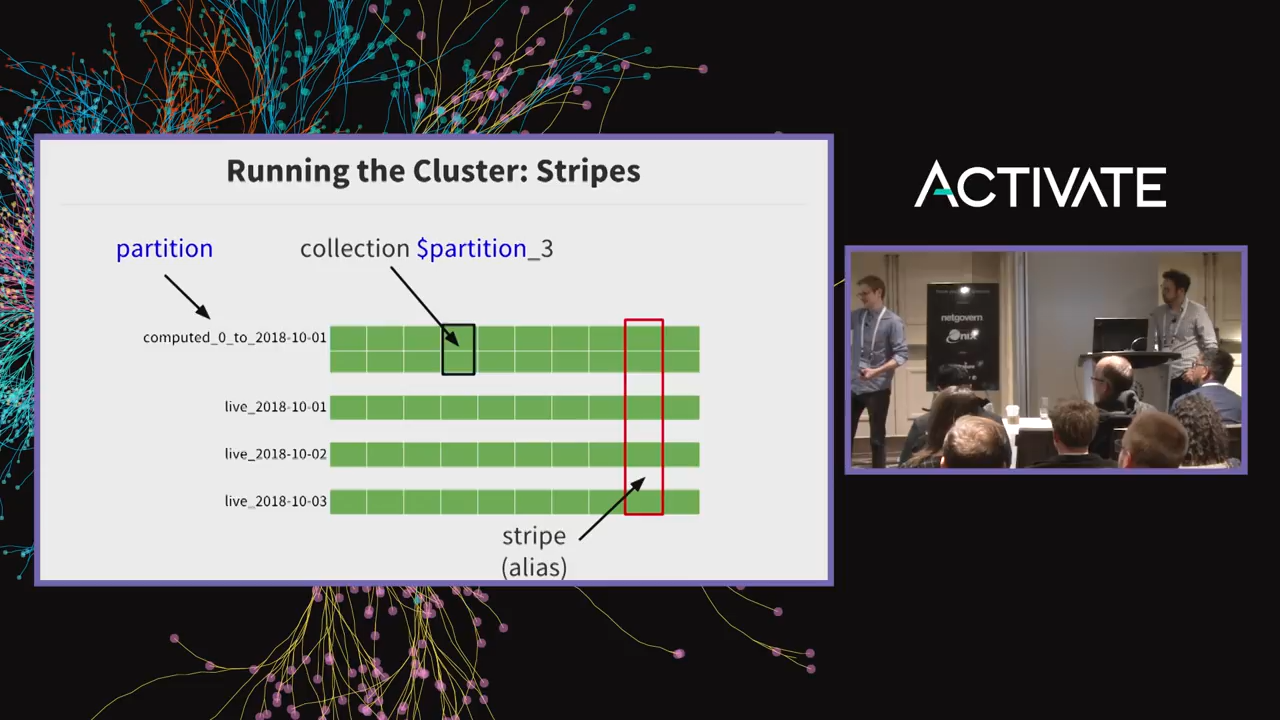 Running the Cluster: Stripes
partition
collection $partition_3
computed_0_to_2018-10-01
live_2018-10-01
live_2018-10-02
live_2018-10-03
stripe
(alias)
ACTIVATE
netgovern